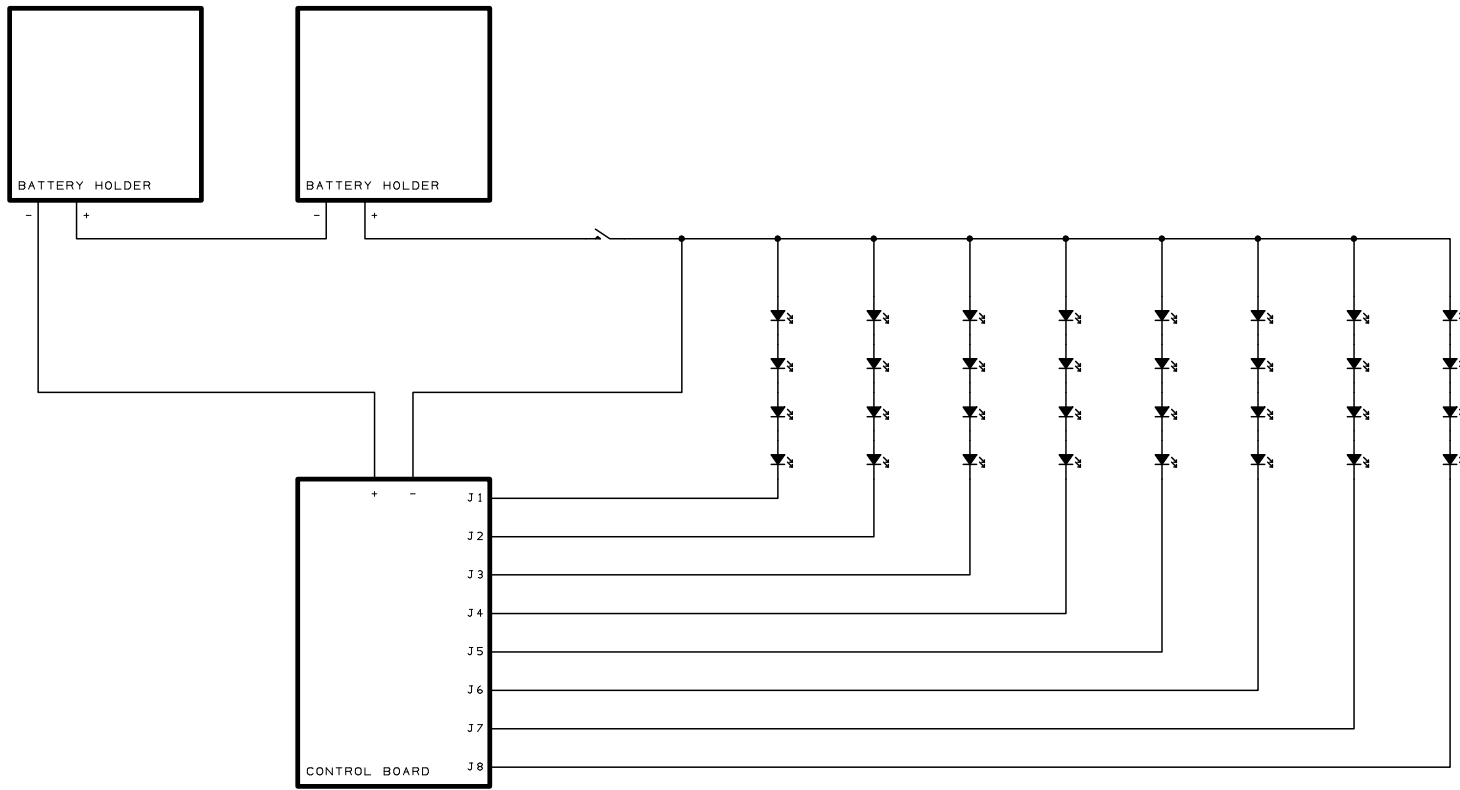 BATTERY HOLDER
BATTERY HOLDER
- +
- +
+ -
J1
J2
J3
J4
J5
J6
J7
J8
CONTROL BOARD